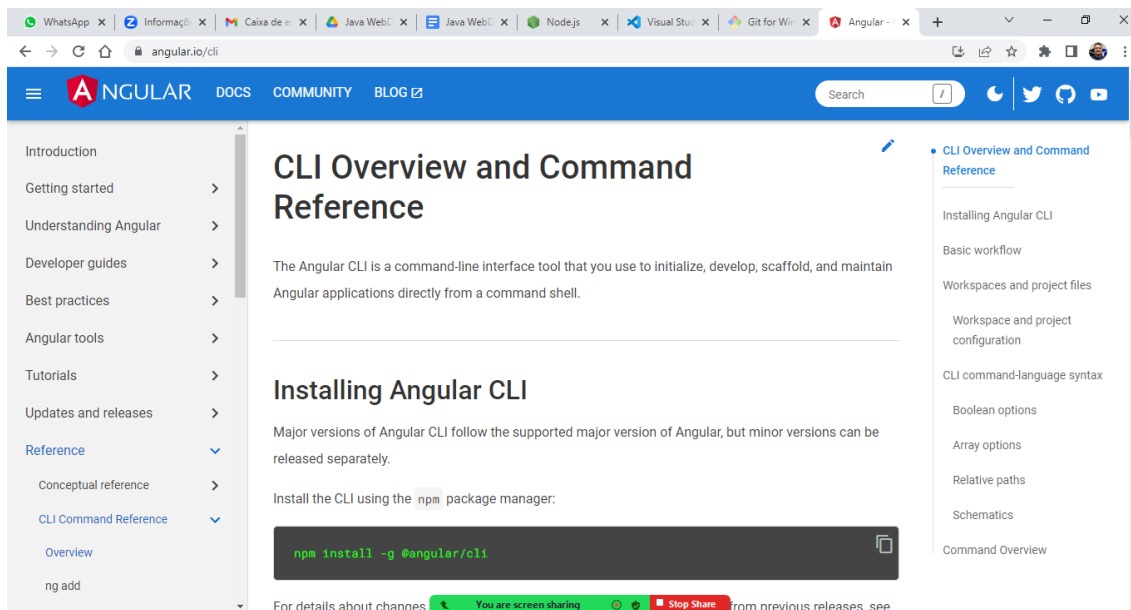 WhatsApp
Informaçõ
Caixa de e
Java WebD
Java WebD
Node.js
Visual Stud
Git for Win
Angular -
angular.io/cli
ANGULAR DOCS COMMUNITY BLOG
Search /
Introduction
Getting started
Understanding Angular
Developer guides
Best practices
Angular tools
Tutorials
Updates and releases
Reference
Conceptual reference
CLI Command Reference
Overview
ng add
CLI Overview and Command
Reference
The Angular CLI is a command-line interface tool that you use to initialize, develop, scaffold, and maintain
Angular applications directly from a command shell.
Installing Angular CLI
Major versions of Angular CLI follow the supported major version of Angular, but minor versions can be
released separately.
Install the CLI using the npm package manager:
npm install -g @angular/cli
For details about changes
You are screen sharing
Stop Share
from previous releases, see
CLI Overview and Command
Reference
Installing Angular CLI
Basic workflow
Workspaces and project files
Workspace and project
configuration
CLI command-language syntax
Boolean options
Array options
Relative paths
Schematics
Command Overview